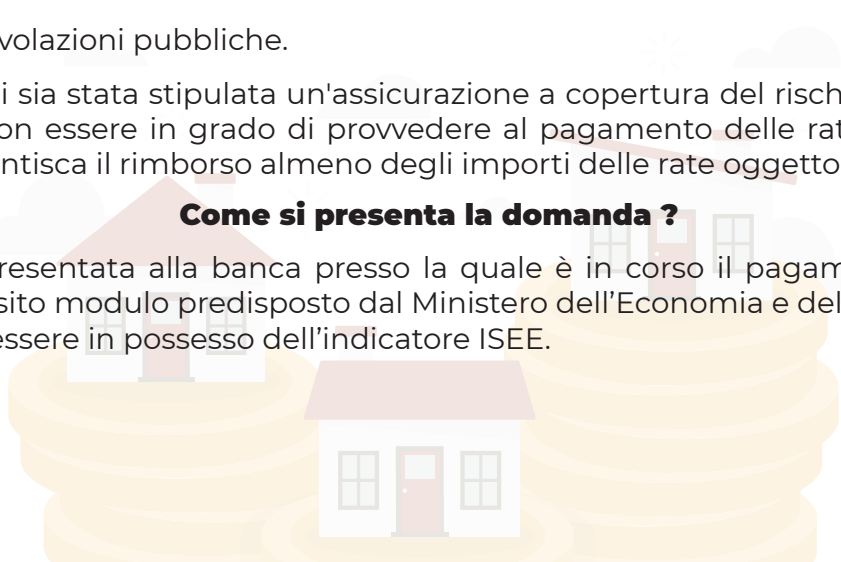 volazioni pubbliche.
i sia stata stipulata un'assicurazione a copertura del risch
on essere in grado di provvedere al pagamento delle rat
ntisca il rimborso almeno degli importi delle rate oggetto
Come si presenta la domanda ?
resentata alla banca presso la quale è in corso il pagam
sito modulo predisposto dal Ministero dell’Economia e del
essere in possesso dell’indicatore ISEE.